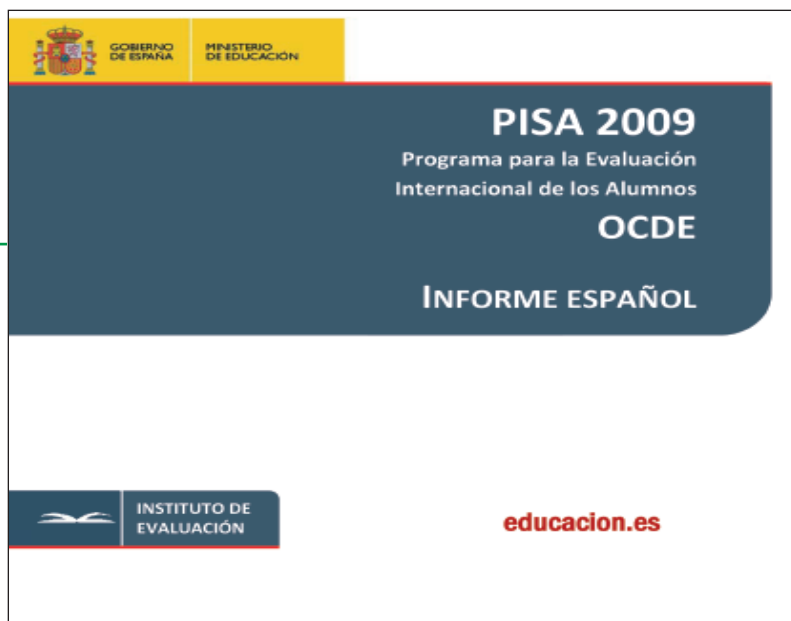 GOBIERNO
DE ESPAÑA
MINISTERIO
DE EDUCACIÓN
PISA 2009
Programa para la Evaluación
Internacional de los Alumnos
OCDE
INFORME ESPAÑOL
INSTITUTO DE
EVALUACIÓN
educacion.es